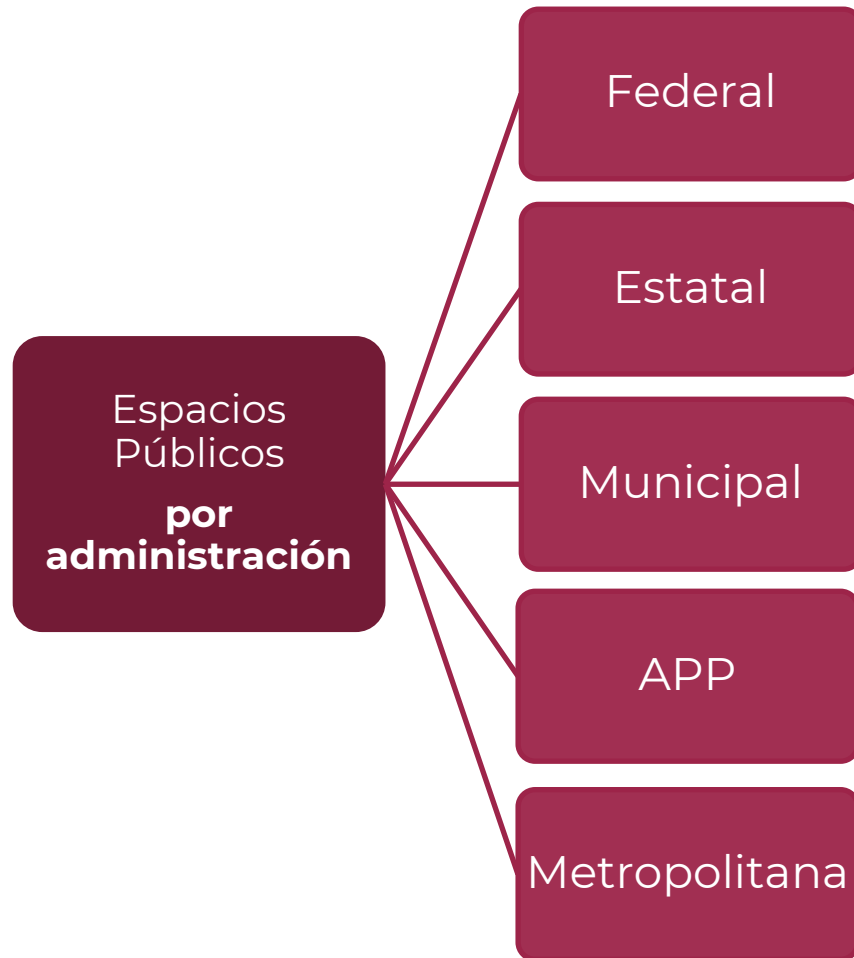 Espacios
Públicos
por
administración
Federal
Estatal
Municipal
APP
Metropolitana